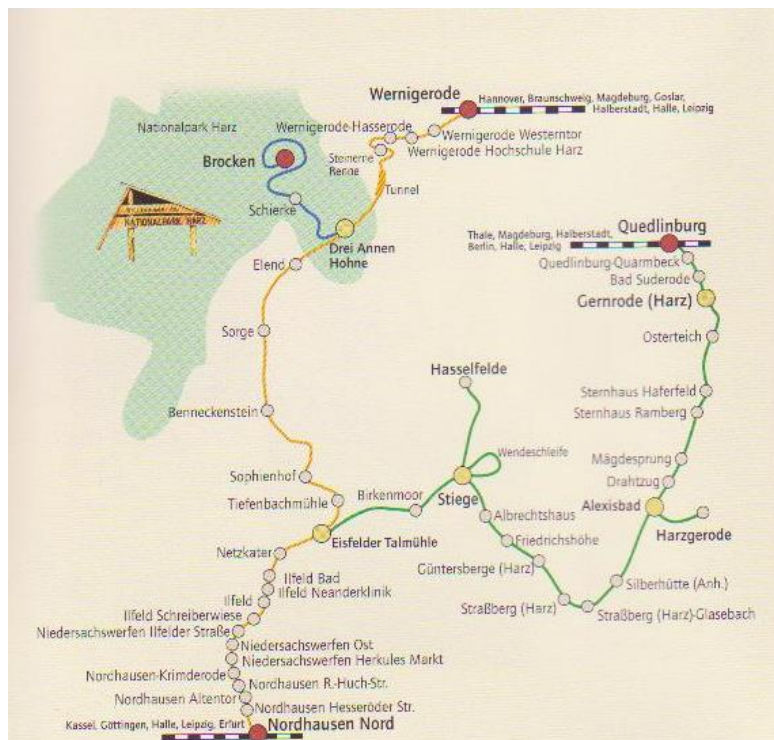 Wernigerode
Hannover, Braunschweig, Magdeburg, Goslar,
Halberstadt, Halle, Leipzig
Nationalpark Harz
Wernigerode-Hasserode
Wernigerode Westerntor
Wernigerode Hochschule Harz
Steinerne
Renne
Brocken
Tunnel
Schierke
NATIONALPARK HARZ
Drei Annen
Hohne
Elend
Quedlinburg
Thale, Magdeburg, Halberstadt,
Berlin, Halle, Leipzig
Quedlinburg-Quarmbeck
Bad Suderode
Gernrode (Harz)
Sorge
Osterteich
Hasselfelde
Sternhaus Haferfeld
Benneckenstein
Sternhaus Ramberg
Wendeschleife
Mägdesprung
Sophienhof
Drahtzug
Tiefenbachmühle
Birkenmoor
Stiege
Alexisbad
Albrechtshaus
Harzgerode
Eisfelder Talmühle
Friedrichshöhe
Netzkater
Güntersberge (Harz)
Ilfeld Bad
Silberhütte (Anh.)
Ilfeld Neanderklinik
Ilfeld
Straßberg (Harz)
Straßberg (Harz)-Glasebach
Ilfeld Schreiberwiese
Niedersachswerfen Ilfelder Straße
Niedersachswerfen Ost
Niedersachswerfen Herkules Markt
Nordhausen-Krimderode
Nordhausen R.-Huch-Str.
Nordhausen Altentor
Nordhausen Hesseröder Str.
Kassel, Göttingen, Halle, Leipzig, Erfurt
Nordhausen Nord